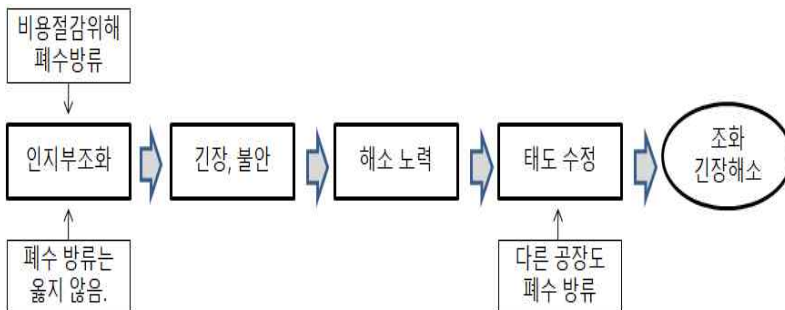 비용절감위해
폐수방류
인지부조화
긴장, 불안
해소 노력
태도 수정
조화
긴장해소
폐수 방류는
옳지 않음.
다른 공장도
폐수 방류